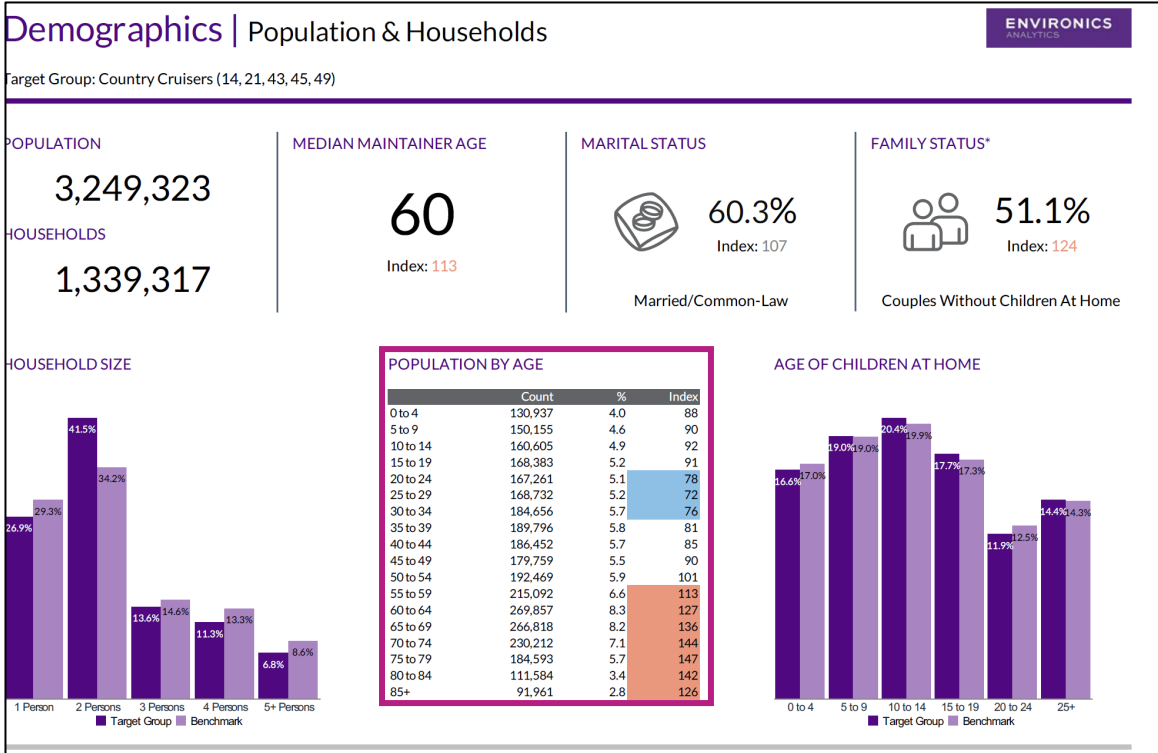 Demographics | Population & Households
ENVIRONICS
ANALYTICS
Target Group: Country Cruisers (14, 21, 43, 45, 49)
POPULATION
3,249,323
HOUSEHOLDS
1,339,317
MEDIAN MAINTAINER AGE
60
Index: 113
MARITAL STATUS
60.3%
Index: 107
Married/Common-Law
FAMILY STATUS*
51.1%
Index: 124
Couples Without Children At Home
HOUSEHOLD SIZE
26.9% 29.3%
41.5% 34.2%
13.6% 14.6%
11.3% 13.3%
6.8% 8.6%
1 Person 2 Persons 3 Persons 4 Persons 5+ Persons
Target Group Benchmark
POPULATION BY AGE
Count % Index
0 to 4 130,937 4.0 88
5 to 9 150,155 4.6 90
10 to 14 160,605 4.9 92
15 to 19 168,383 5.2 91
20 to 24 167,261 5.1 78
25 to 29 168,732 5.2 72
30 to 34 184,656 5.7 76
35 to 39 189,796 5.8 81
40 to 44 186,452 5.7 85
45 to 49 179,759 5.5 90
50 to 54 192,469 5.9 101
55 to 59 215,092 6.6 113
60 to 64 269,857 8.3 127
65 to 69 266,818 8.2 136
70 to 74 230,212 7.1 144
75 to 79 184,593 5.7 147
80 to 84 111,584 3.4 142
85+ 91,961 2.8 126
AGE OF CHILDREN AT HOME
16.6% 17.0%
19.0% 19.0%
20.4% 19.9%
17.7% 17.3%
11.9% 12.5%
14.4% 14.3%
0 to 4 5 to 9 10 to 14 15 to 19 20 to 24 25+
Target Group Benchmark